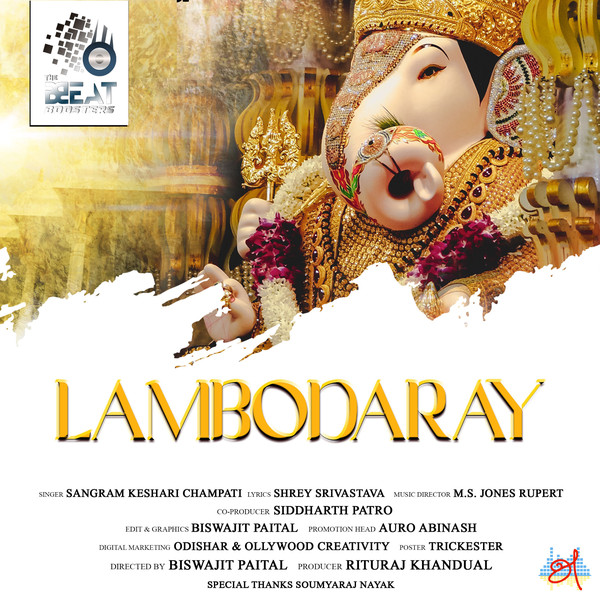 THE
BEAT
BOOSTERS
LAMBODARAY
SINGER SANGRAM KESHARI CHAMPATI LYRICS SHREY SRIVASTAVA MUSIC DIRECTOR M.S. JONES RUPERT
CO-PRODUCER SIDDHARTH PATRO
EDIT & GRAPHICS BISWAJIT PAITAL PROMOTION HEAD AURO ABINASH
DIGITAL MARKETING ODISHAR & OLLYWOOD CREATIVITY POSTER TRICKESTER
DIRECTED BY BISWAJIT PAITAL PRODUCER RITURAJ KHANDUAL
SPECIAL THANKS SOUMYARAJ NAYAK